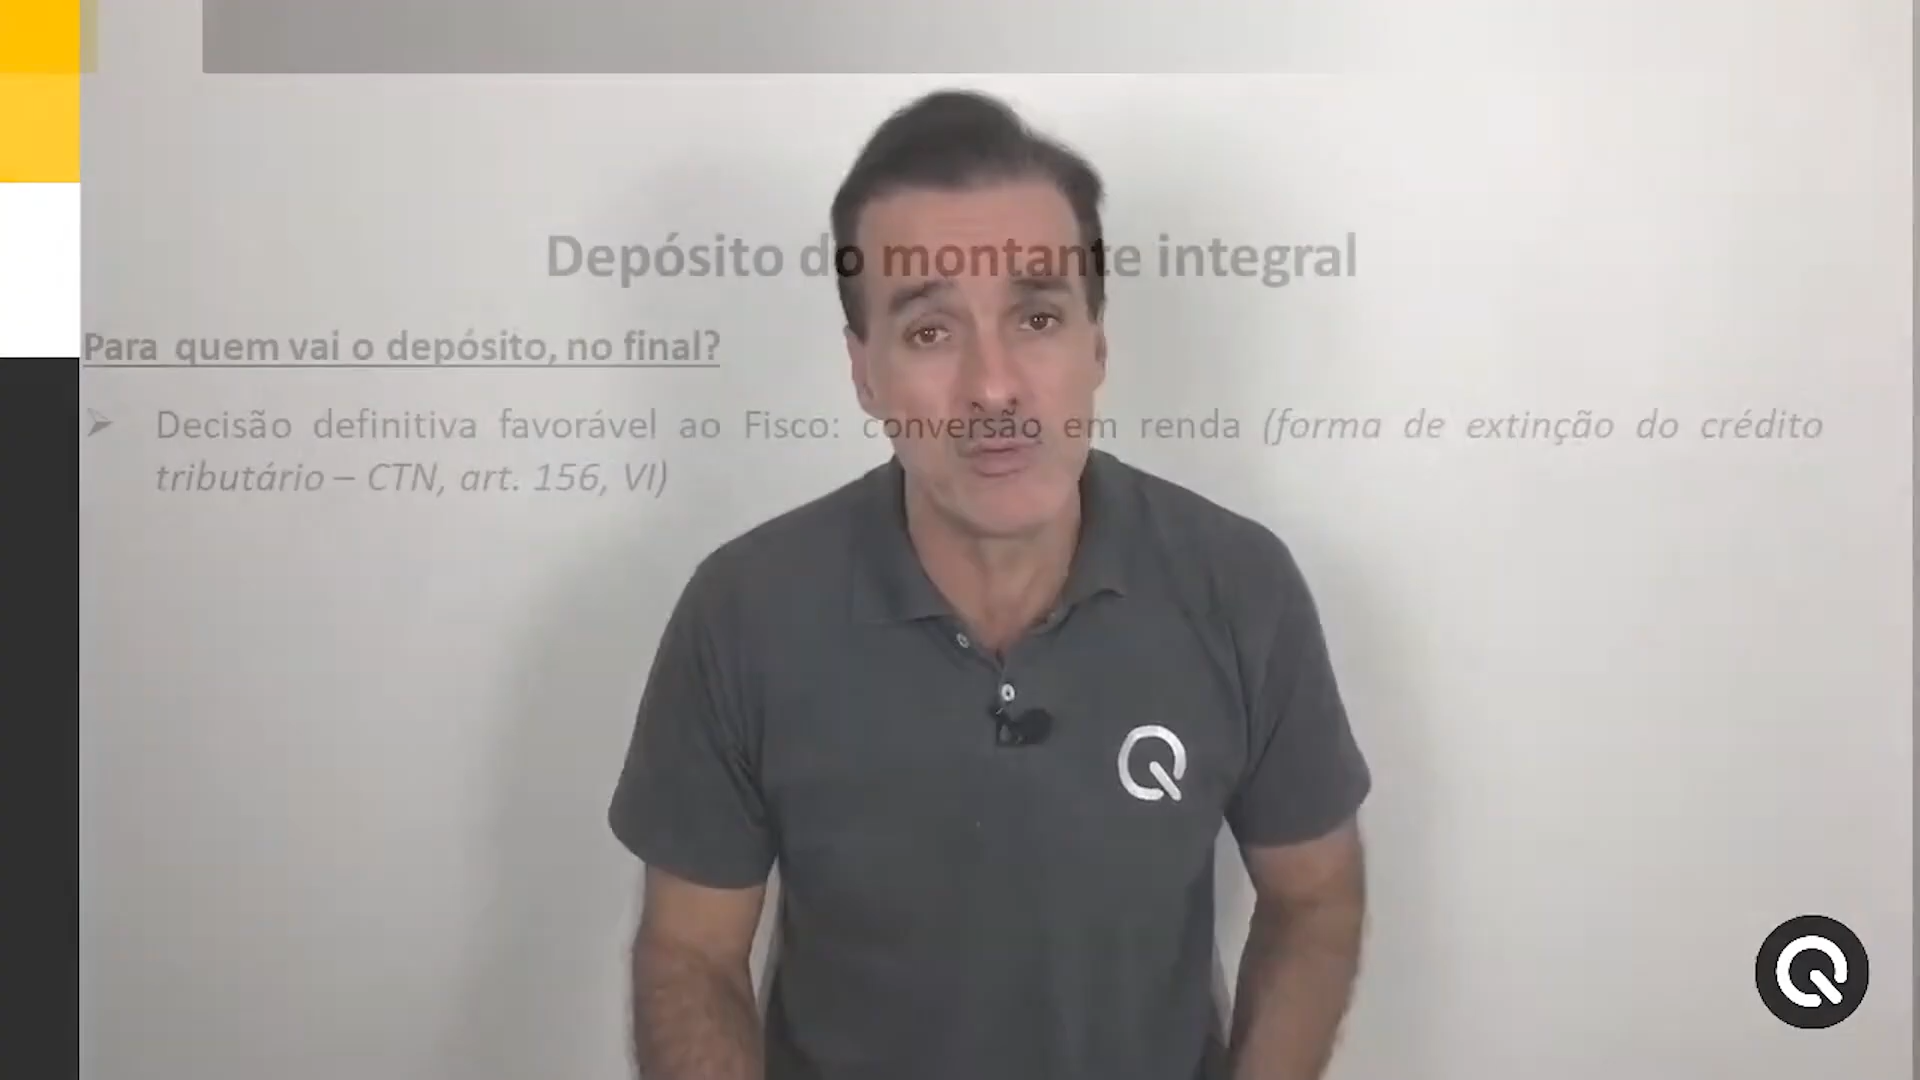 Depósito do montante integral
Para quem vai o depósito, no final?
Decisão definitiva favorável ao Fisco: conversão em renda (forma de extinção do crédito
tributário – CTN, art. 156, VI)